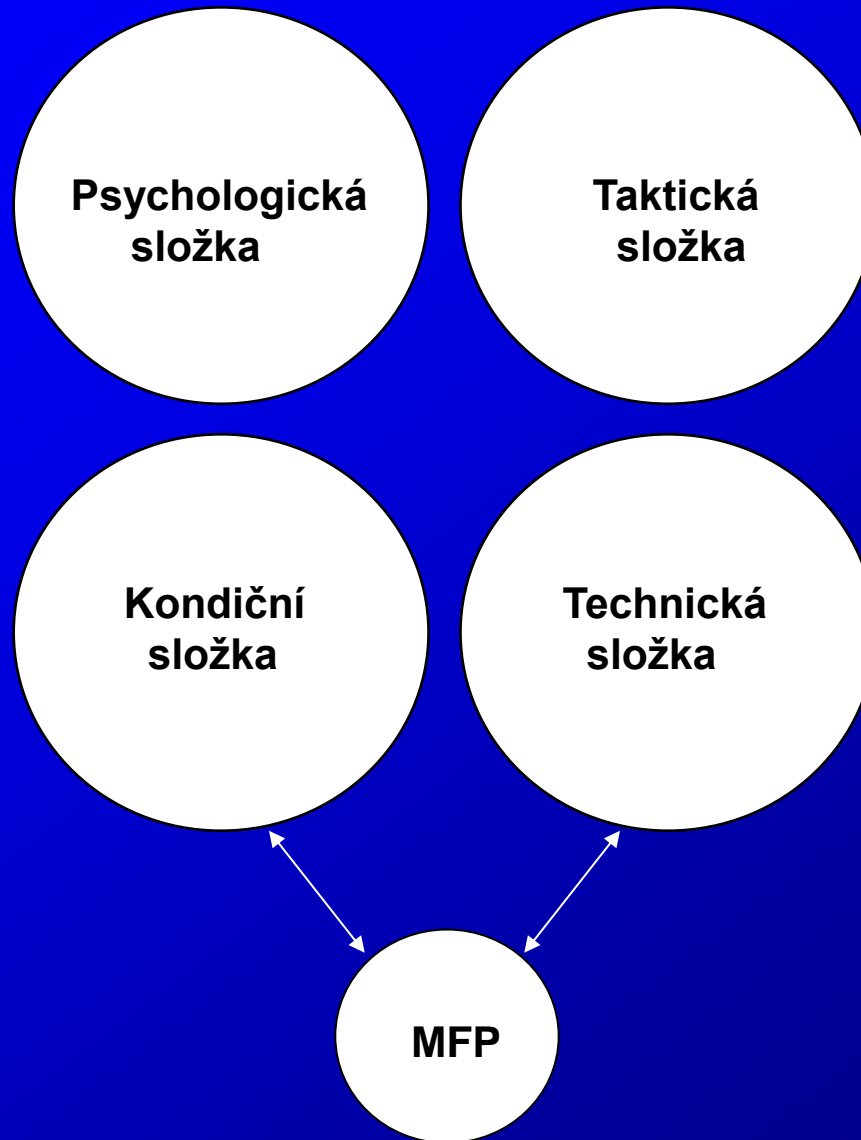 Psychologická
složka
Taktická
složka
Kondiční
složka
Technická
složka
MFP